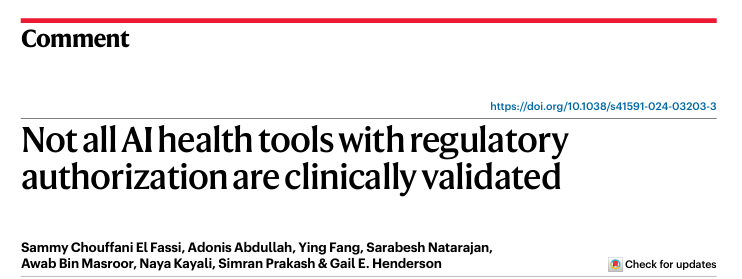 Comment
https://doi.org/10.1038/s41591-024-03203-3
Not all AI health tools with regulatory
authorization are clinically validated
Sammy Chouffani El Fassi, Adonis Abdullah, Ying Fang, Sarabesh Natarajan,
Awab Bin Masroor, Naya Kayali, Simran Prakash & Gail E. Henderson
Check for updates